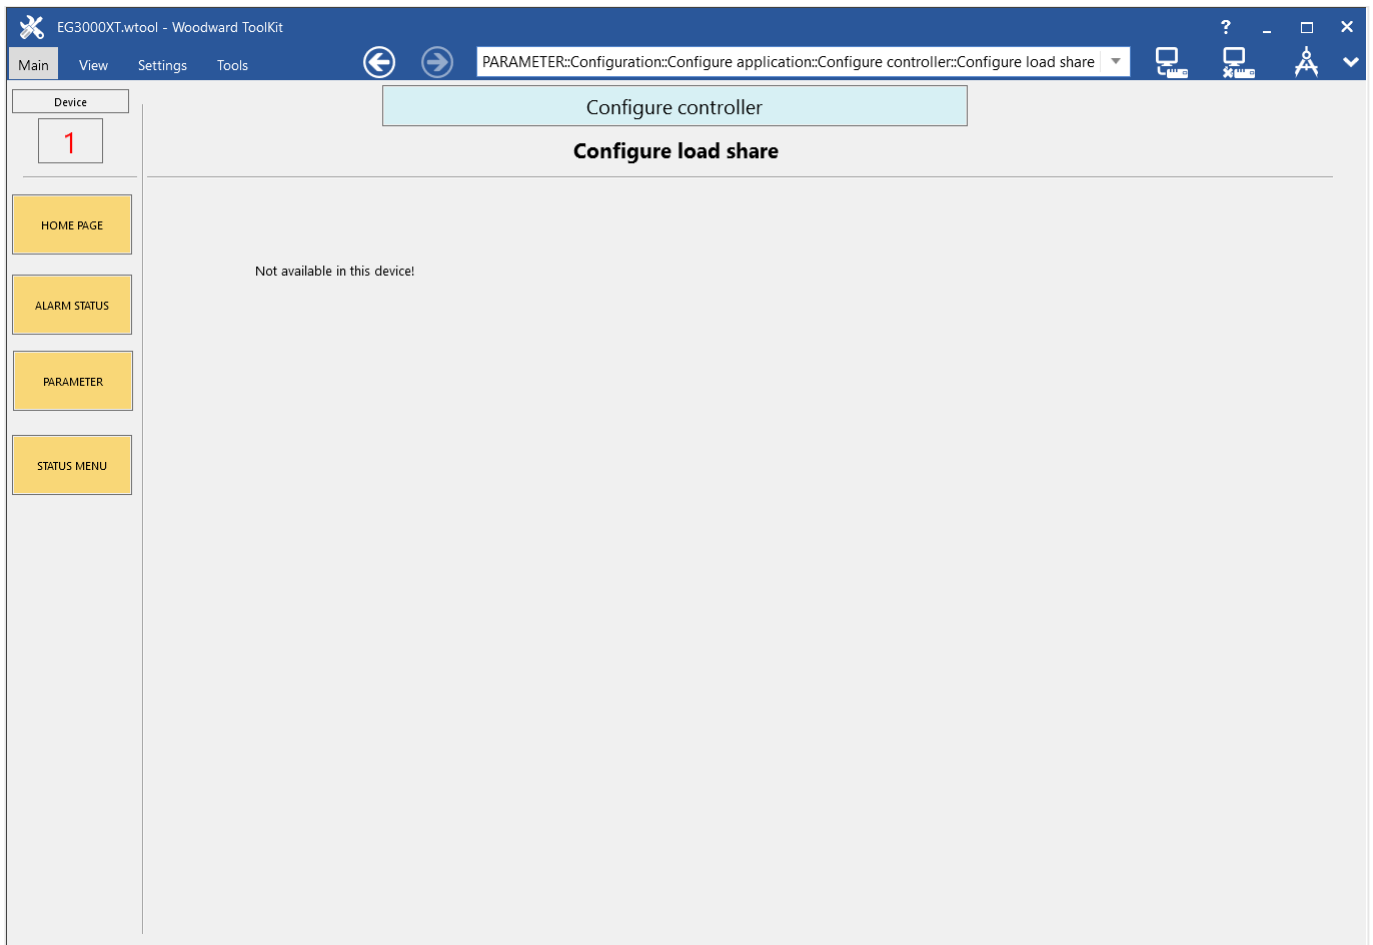 EG3000XT.wtool - Woodward ToolKit
?
Main View Settings Tools
PARAMETER::Configuration::Configure application::Configure controller::Configure load share
Device
1
Configure controller
Configure load share
HOME PAGE
Not available in this device!
ALARM STATUS
PARAMETER
STATUS MENU